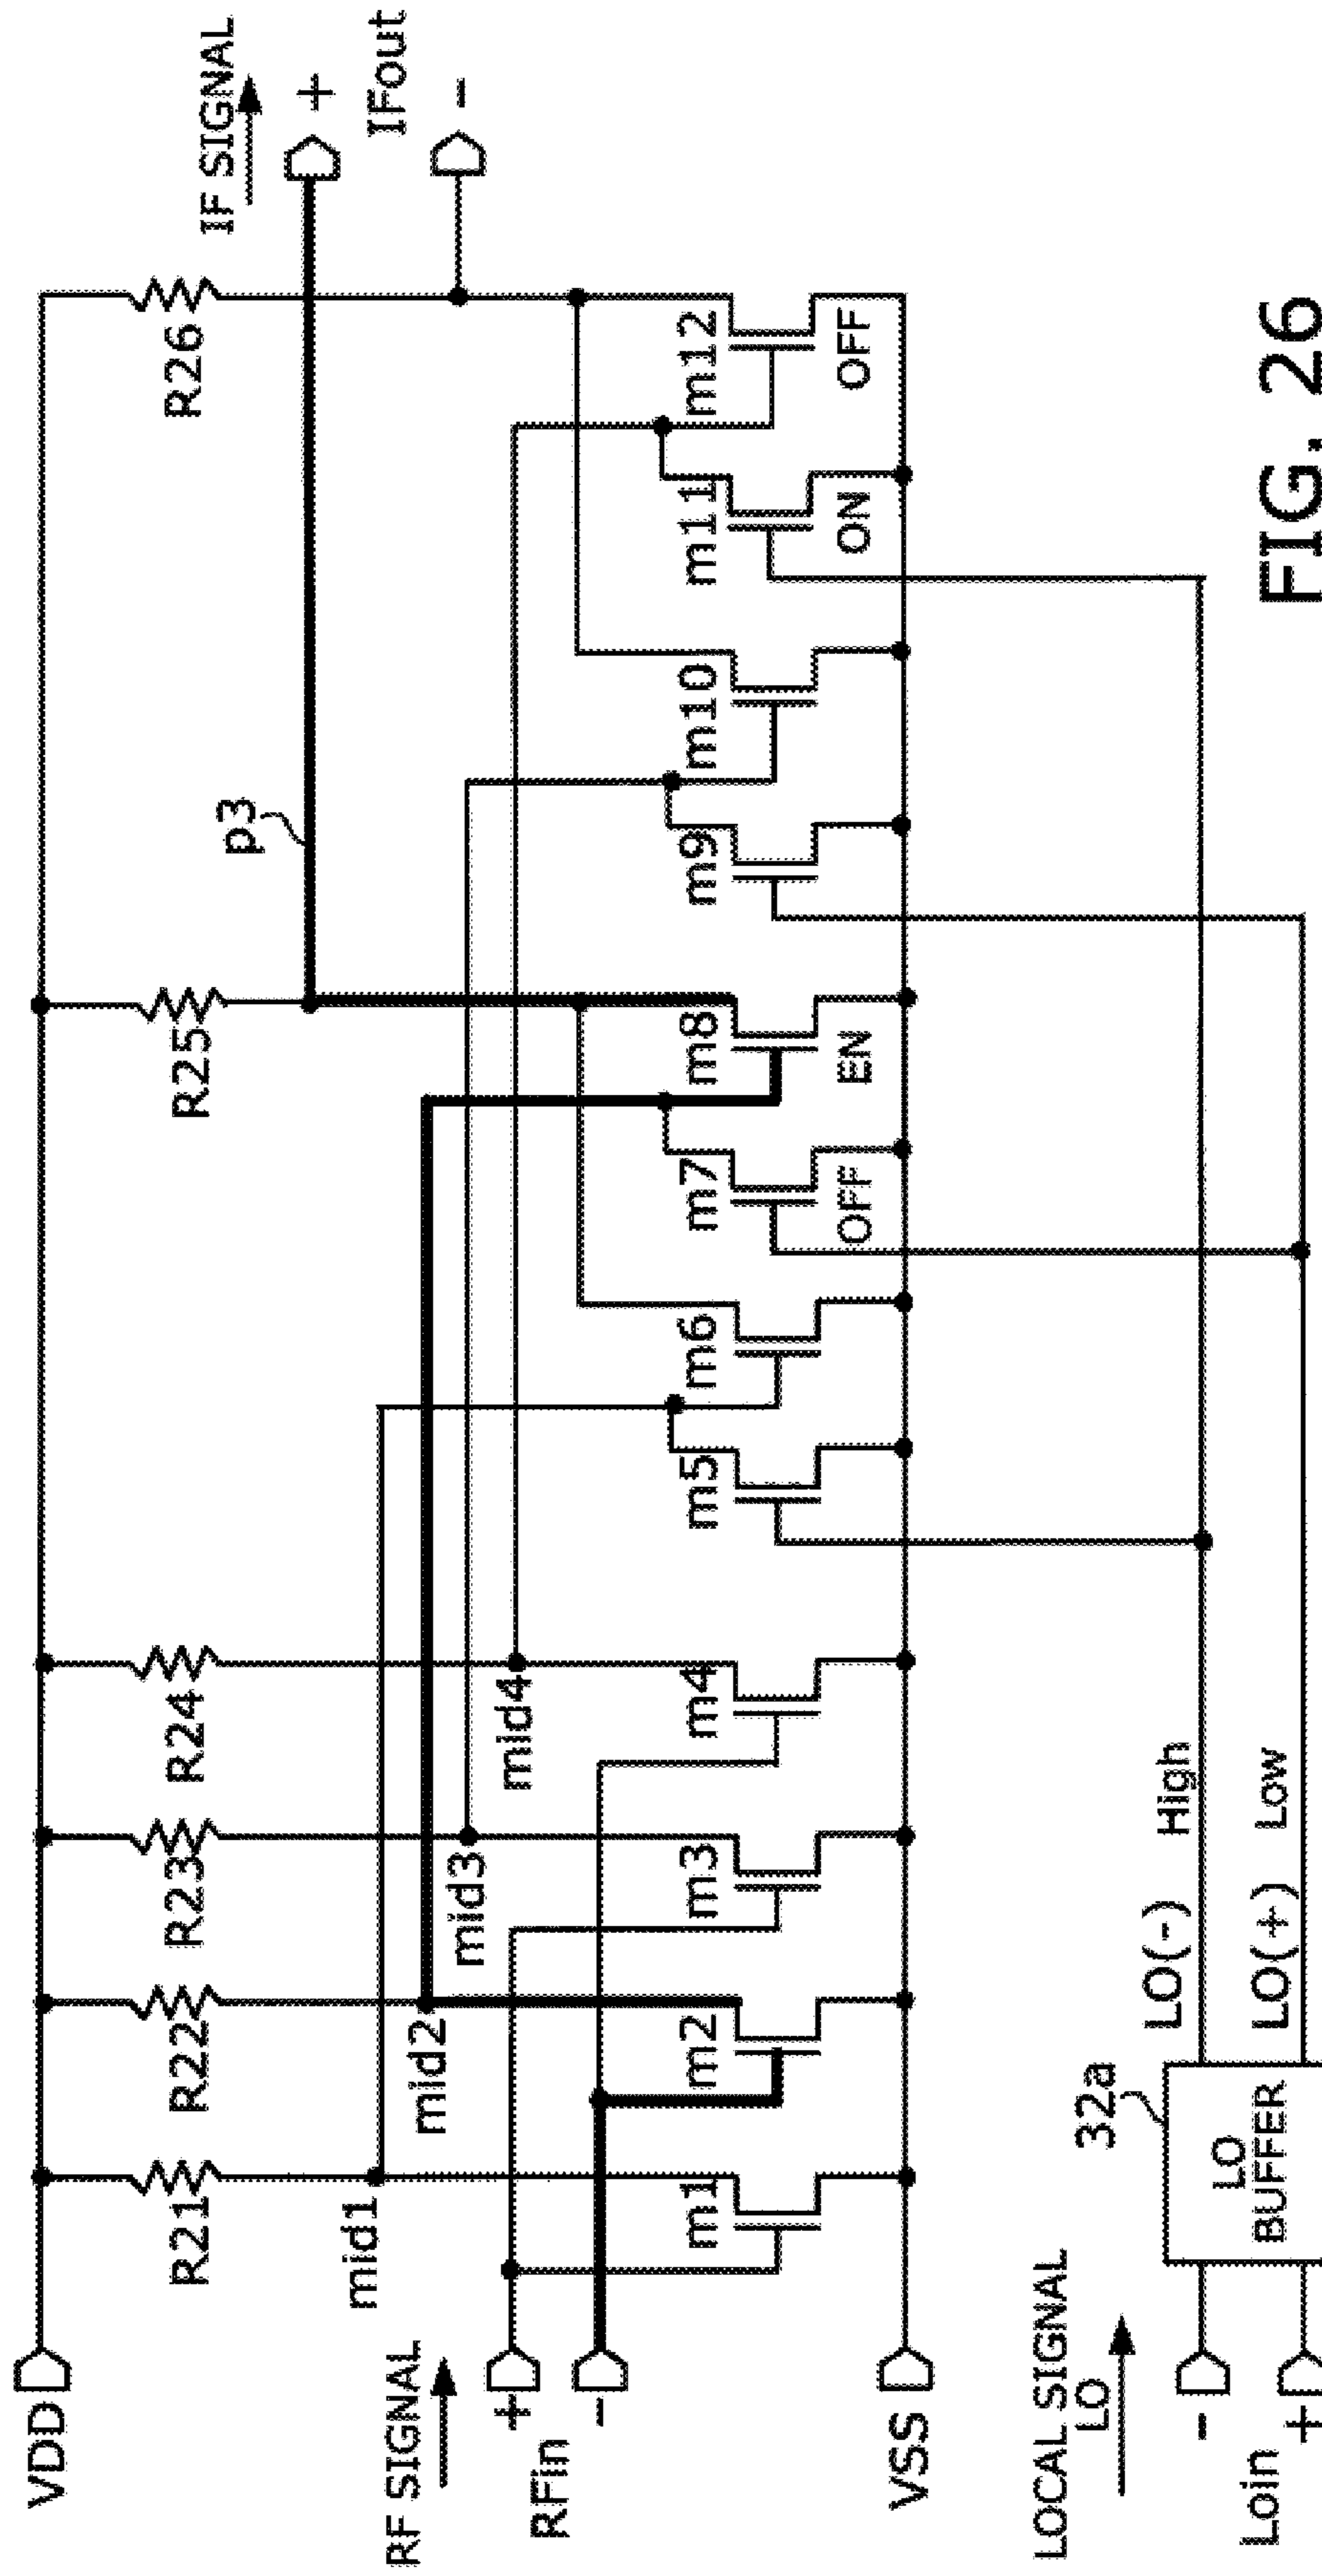 VDD
R21
R22
R23
R24
R25
R26
IF SIGNAL
+
IFout
-
p3
mid1
mid2
mid3
mid4
RF SIGNAL
+
RFin
-
m1
m2
m3
m4
m5
m6
m7
m8
m9
m10
m11
m12
OFF
EN
ON
OFF
VSS
LOCAL SIGNAL
LO
-
Loin
+
32a
LO
BUFFER
LO(-) High
LO(+) Low
FIG. 26